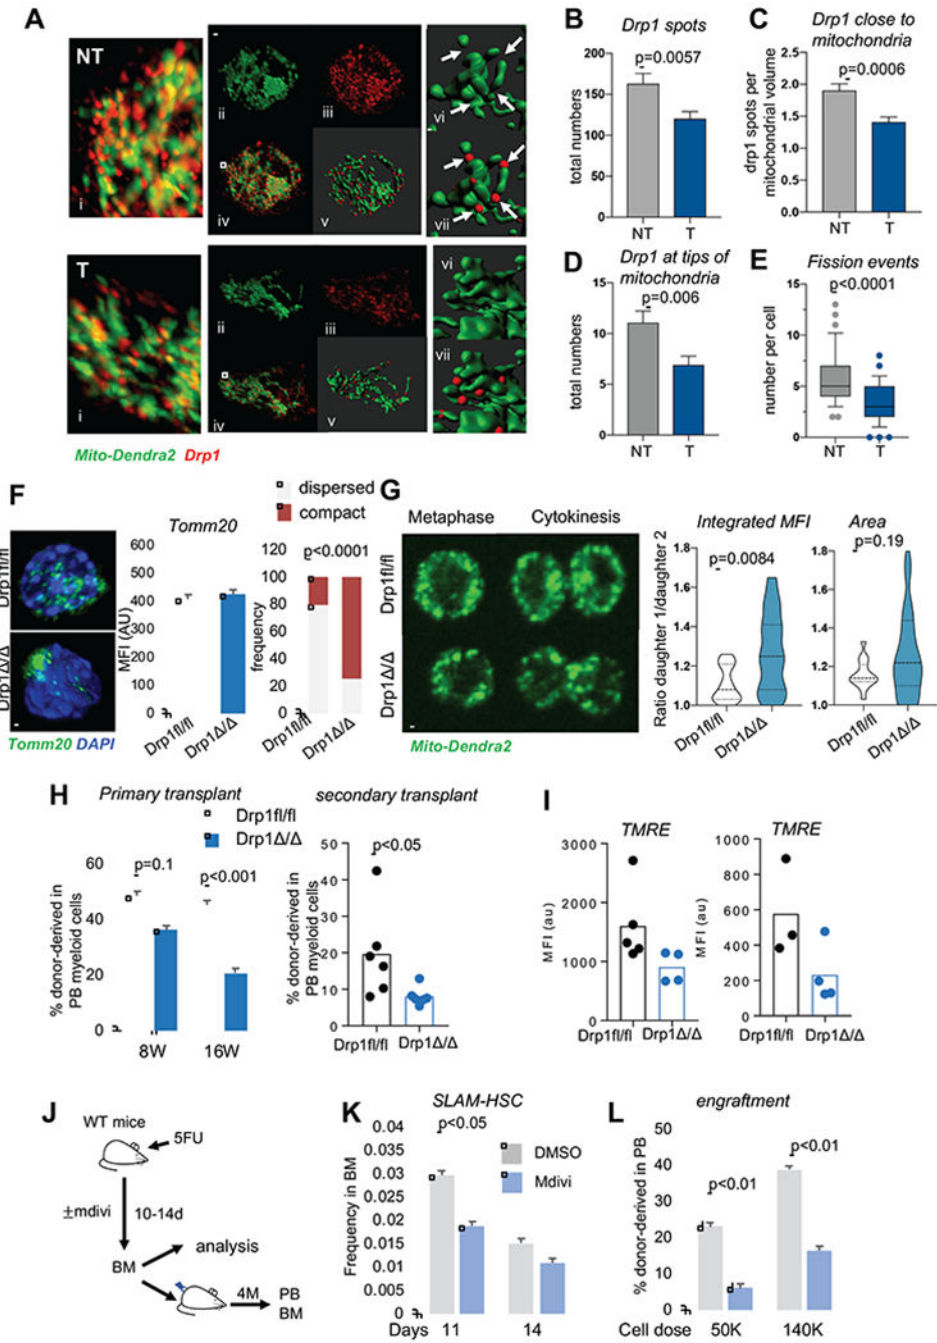 A
NT
i
ii
iii
iv
v
vi
vii
T
i
ii
iii
iv
v
vi
vii
Mito-Dendra2 Drp1
B
Drp1 spots
p=0.0057
total numbers
200
150
100
50
0
NT
T
C
Drp1 close to
mitochondria
p=0.0006
drp1 spots per
mitochondrial volume
2.5
2.0
1.5
1.0
0.5
0.0
NT
T
D
Drp1 at tips of
mitochondria
p=0.006
total numbers
15
10
5
0
NT
T
E
Fission events
p<0.0001
number per cell
15
10
5
0
NT
T
F
Drp1fl/fl
Drp1Δ/Δ
Tomm20 DAPI
Tomm20
MFI (AU)
600
500
400
300
200
100
0
Drp1fl/fl
Drp1Δ/Δ
dispersed
compact
p<0.0001
frequency
120
100
80
60
40
20
0
Drp1fl/fl
Drp1Δ/Δ
G
Metaphase
Cytokinesis
Drp1fl/fl
Drp1Δ/Δ
Mito-Dendra2
Integrated MFI
p=0.0084
Ratio daughter 1/daughter 2
1.8
1.6
1.4
1.2
1.0
Drp1fl/fl
Drp1Δ/Δ
Area
p=0.19
1.8
1.6
1.4
1.2
1.0
Drp1fl/fl
Drp1Δ/Δ
H
Primary transplant
Drp1fl/fl
Drp1Δ/Δ
p=0.1
p<0.001
% donor-derived in
PB myeloid cells
60
40
20
0
8W
16W
secondary transplant
p<0.05
% donor-derived in
PB myeloid cells
50
40
30
20
10
0
Drp1fl/fl
Drp1Δ/Δ
I
TMRE
MFI (au)
3000
2000
1000
0
Drp1fl/fl
Drp1Δ/Δ
TMRE
MFI (au)
1000
800
600
400
200
0
Drp1fl/fl
Drp1Δ/Δ
J
WT mice
5FU
±mdivi
10-14d
BM
analysis
4M
PB
BM
K
SLAM-HSC
p<0.05
DMSO
Mdivi
Frequency in BM
0.04
0.035
0.03
0.025
0.02
0.015
0.01
0.005
0
Days
11
14
L
engraftment
p<0.01
p<0.01
% donor-derived in PB
50
40
30
20
10
0
Cell dose
50K
140K